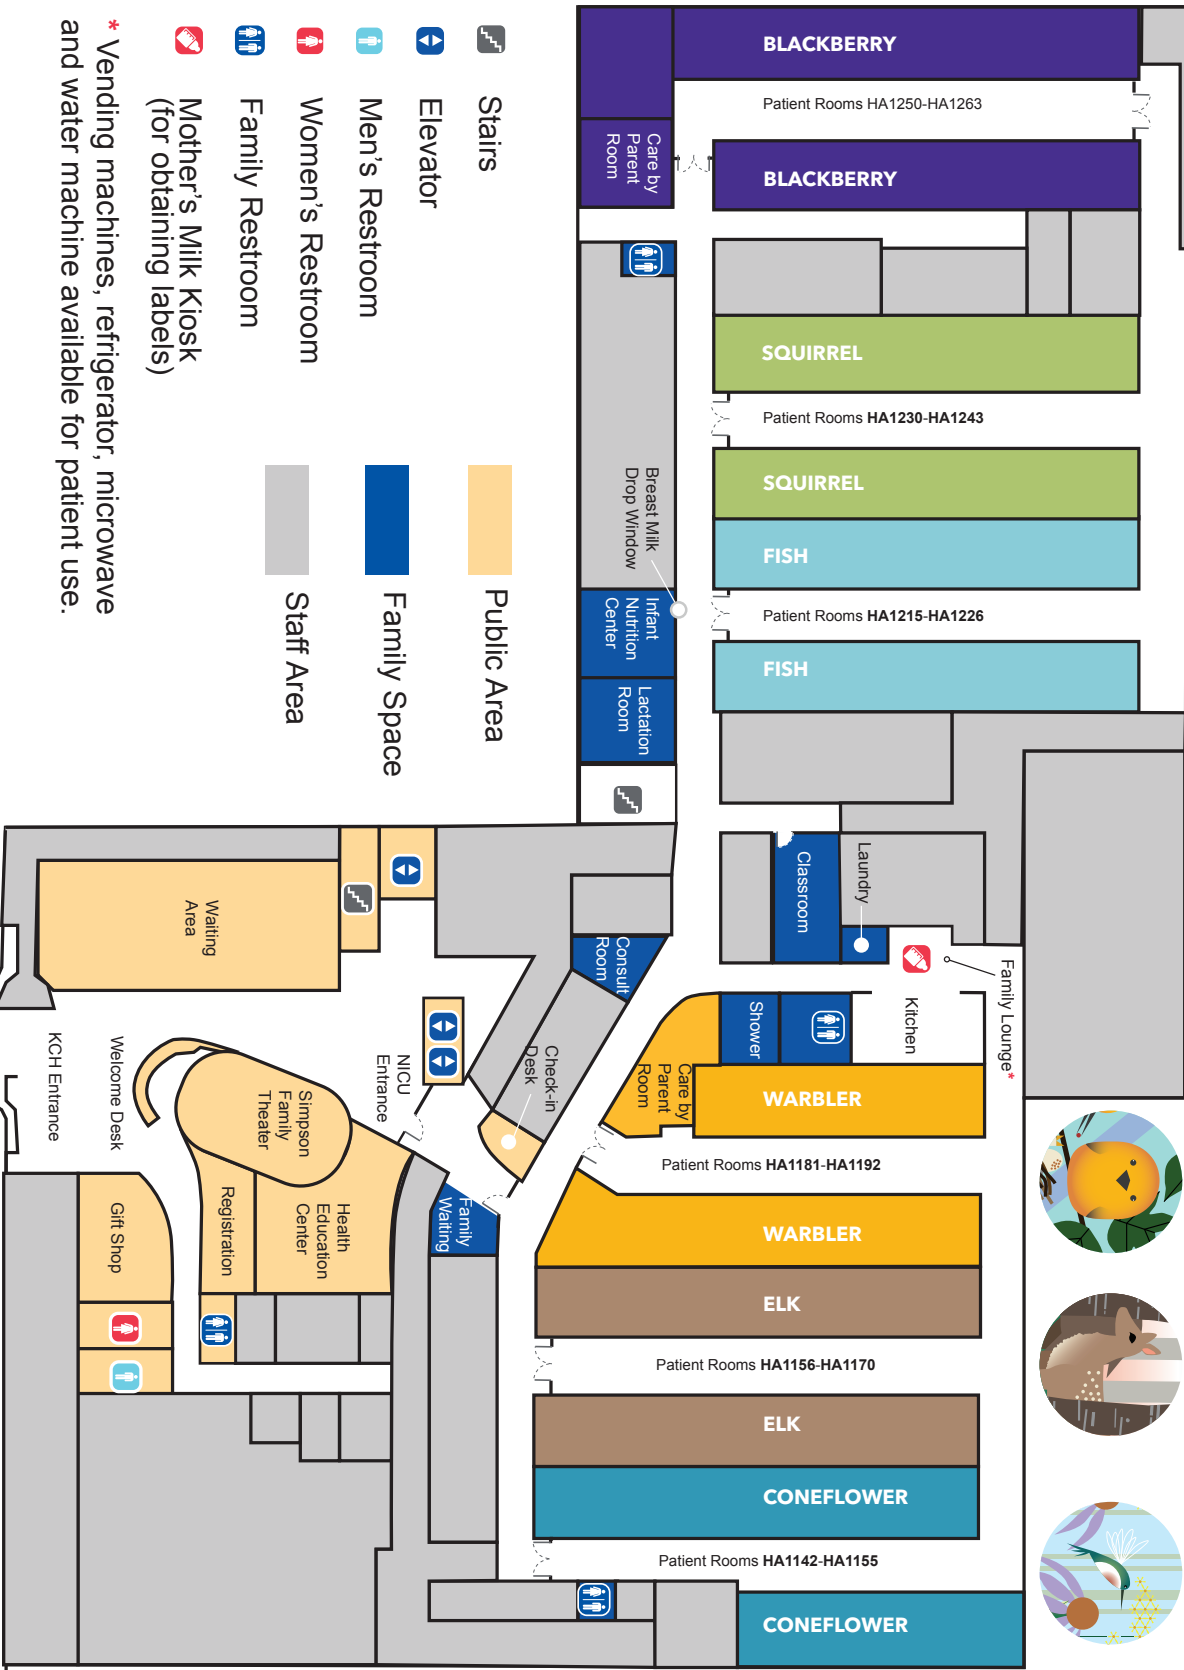 BLACKBERRY
Patient Rooms HA1250-HA1263
BLACKBERRY
Care by
Parent
Room
SQUIRREL
Patient Rooms HA1230-HA1243
SQUIRREL
FISH
Patient Rooms HA1215-HA1226
FISH
Breast Milk
Drop Window
Infant
Nutrition
Center
Lactation
Room
Classroom
Laundry
Family Lounge*
Kitchen
Shower
Consult
Room
Care by
Parent
Room
WARBLER
Patient Rooms HA1181-HA1192
WARBLER
ELK
Patient Rooms HA1156-HA1170
ELK
CONEFLOWER
Patient Rooms HA1142-HA1155
CONEFLOWER
Check-in
Desk
NICU
Entrance
Family
Waiting
Waiting
Area
KCH Entrance
Welcome Desk
Simpson
Family
Theater
Health
Education
Center
Registration
Gift Shop
Stairs
Elevator
Men's Restroom
Women's Restroom
Family Restroom
Mother's Milk Kiosk
(for obtaining labels)
Public Area
Family Space
Staff Area
* Vending machines, refrigerator, microwave
and water machine available for patient use.